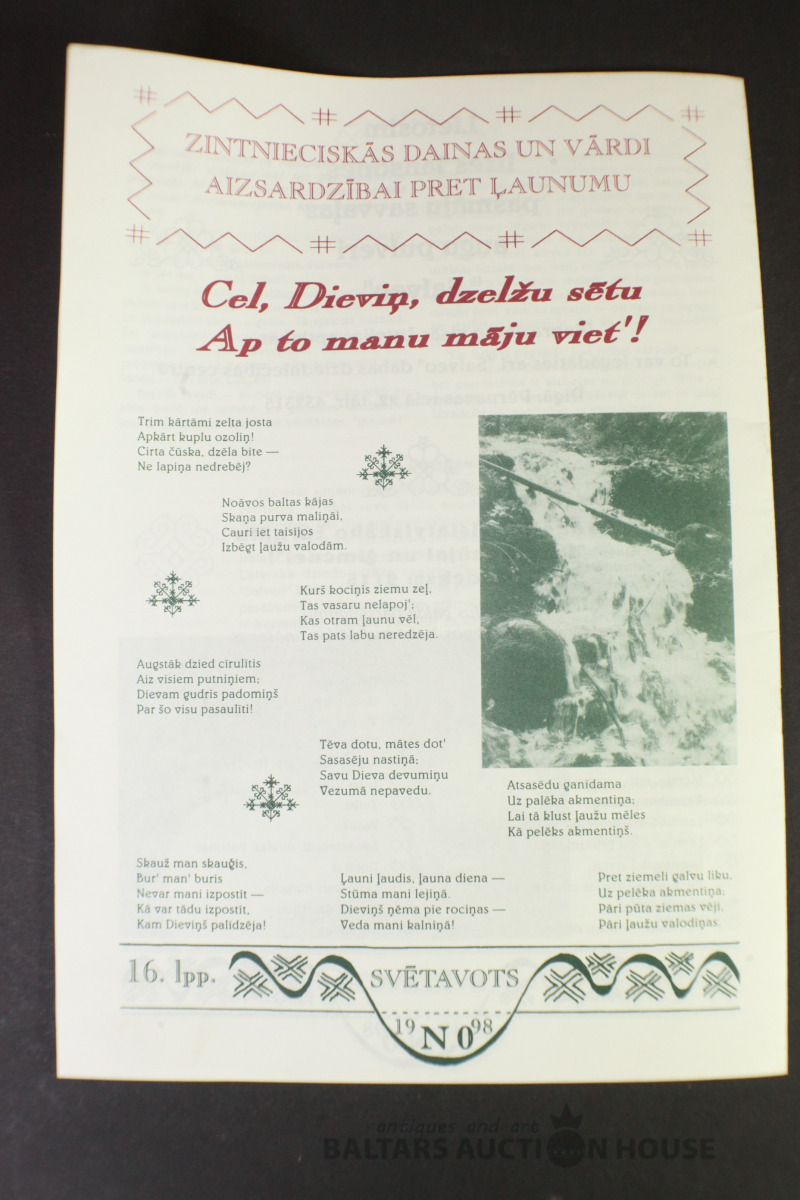 ZINTNIECISKĀS DAINAS UN VĀRDI
AIZSARDZĪBAI PRET ĻAUNUMU
Cel, Dieviņ, dzelžu sētu
Ap to manu māju viet'!
Trim kārtāmi zelta josta
Apkārt kuplu ozoliņ!
Cirta čūska, dzēla bite —
Ne lapiņa nedrebēj?
Noāvos baltas kājas
Skaņa purva maliņāi,
Cauri iet taisījos
Izbēgt ļaužu valodām.
Kurš kociņis ziemu zeļ,
Tas vasaru nelapoj';
Kas otram ļaunu vēl,
Tas pats labu neredzēja.
Augstāk dzied cīrulītis
Aiz visiem putniņiem;
Dievam gudris padomiņš
Par šo visu pasaulīti!
Tēva dotu, mātes dot'
Sasasēju nastiņā;
Savu Dieva devumiņu
Vezumā nepavedu.
Atsasēdu ganīdama
Uz palēka akmentiņa;
Lai tā klust ļaužu mēles
Kā pelēks akmentiņš.
Skauž man skauģis,
Bur' man' buris
Nevar mani izpostīt —
Kā var tādu izpostīt,
Kam Dieviņš palīdzēja!
Ļauni ļaudis, ļauna diena —
Stūma mani lejiņā.
Dieviņš ņēma pie rociņas —
Veda mani kalniņā!
Pret ziemeli galvu liku,
Uz pelēka akmentiņa;
Pāri pūta ziemas vēji,
Pāri ļaužu valodiņas.
16. lpp.
SVĒTAVOTS
19 N 0 98
antiques and art
BALTARS AUCTION HOUSE